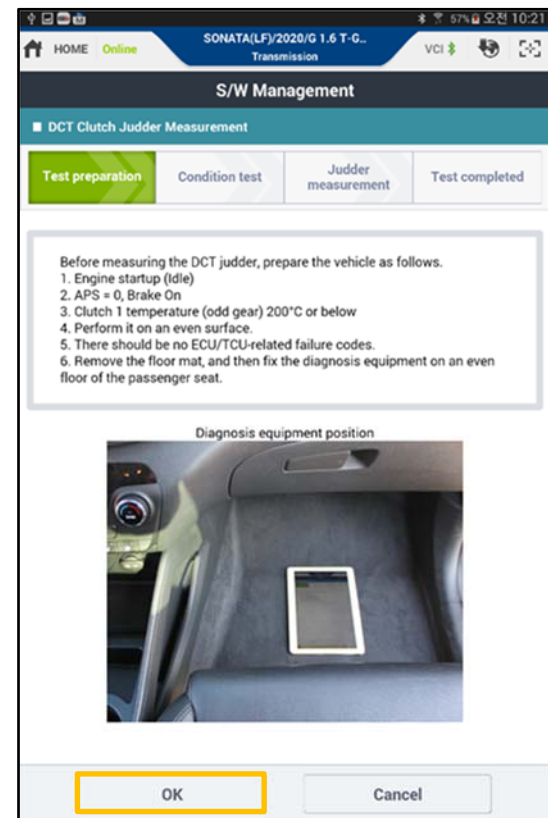 57% 오전 10:21
HOME Online
SONATA(LF)/2020/G 1.6 T-G..
Transmission
VCI
S/W Management
DCT Clutch Judder Measurement
Test preparation
Condition test
Judder
measurement
Test completed
Before measuring the DCT judder, prepare the vehicle as follows.
1. Engine startup (Idle)
2. APS = 0, Brake On
3. Clutch 1 temperature (odd gear) 200°C or below
4. Perform it on an even surface.
5. There should be no ECU/TCU-related failure codes.
6. Remove the floor mat, and then fix the diagnosis equipment on an even
floor of the passenger seat.
Diagnosis equipment position
OK
Cancel